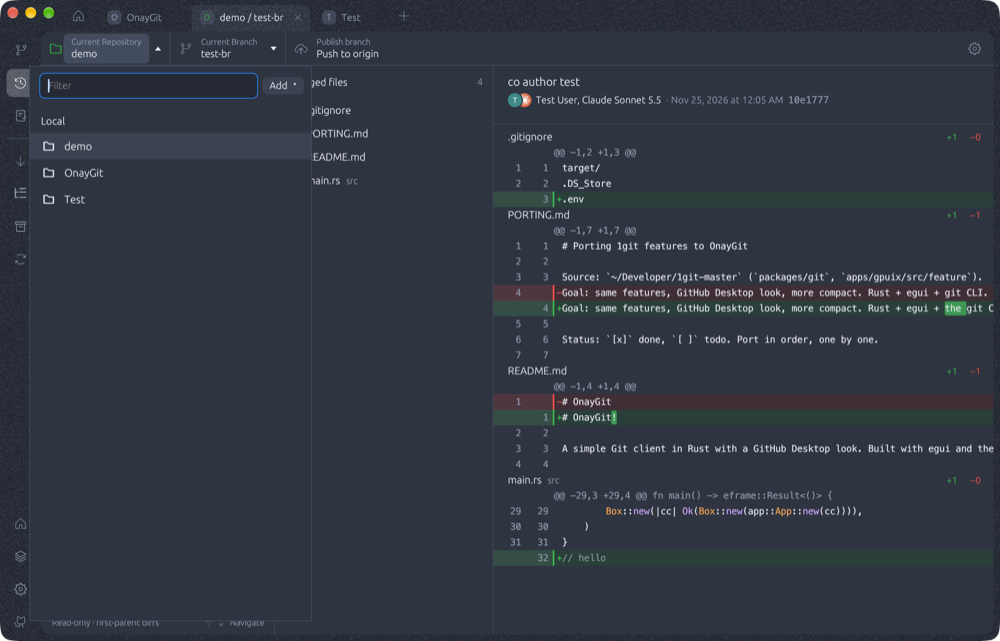 O OnayGit
D demo / test-br ×
T Test
+
Current Repository
demo
Current Branch
test-br
Publish branch
Push to origin
Filter
Add
Local
demo
OnayGit
Test
ged files 4
gitignore
PORTING.md
README.md
main.rs src
Read-only · first-parent diffs
Navigate
co author test
T Test User, Claude Sonnet 5.5 · Nov 25, 2026 at 12:05 AM 10e1777
.gitignore +1 −0
@@ −1,2 +1,3 @@
1 1 target/
2 2 .DS_Store
3 +.env
PORTING.md +1 −1
@@ −1,7 +1,7 @@
1 1 # Porting 1git features to OnayGit
2 2
3 3 Source: `~/Developer/1git-master` (`packages/git`, `apps/gpuix/src/feature`).
4 −Goal: same features, GitHub Desktop look, more compact. Rust + egui + git CLI.
4 +Goal: same features, GitHub Desktop look, more compact. Rust + egui + the git C
5 5
6 6 Status: `[x]` done, `[ ]` todo. Port in order, one by one.
7 7
README.md +1 −1
@@ −1,4 +1,4 @@
1 −# OnayGit
1 +# OnayGit!
2 2
3 3 A simple Git client in Rust with a GitHub Desktop look. Built with egui and the
4 4
main.rs src +1 −0
@@ −29,3 +29,4 @@ fn main() −> eframe::Result<()> {
29 29 Box::new(|cc| Ok(Box::new(app::App::new(cc)))),
30 30 )
31 31 }
32 +// hello